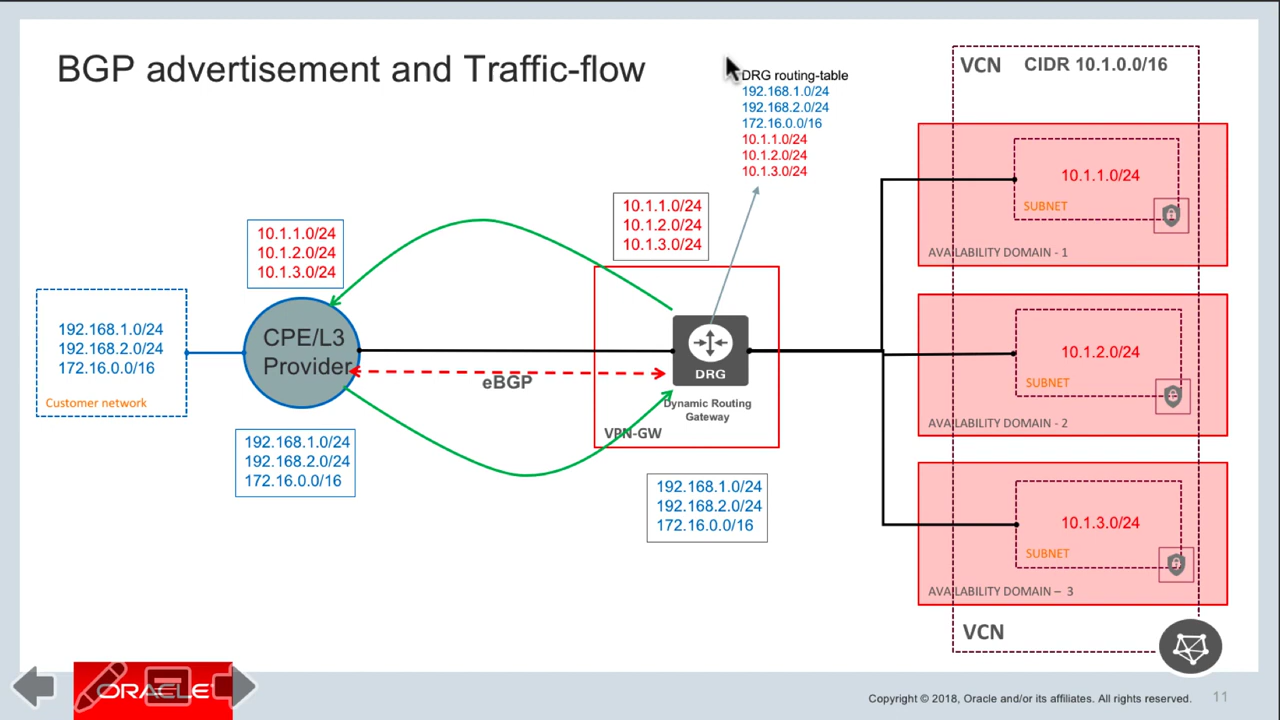 BGP advertisement and Traffic-flow
DRG routing-table
192.168.1.0/24
192.168.2.0/24
172.16.0.0/16
10.1.1.0/24
10.1.2.0/24
10.1.3.0/24
VCN CIDR 10.1.0.0/16
10.1.1.0/24
SUBNET
AVAILABILITY DOMAIN - 1
10.1.1.0/24
10.1.2.0/24
10.1.3.0/24
10.1.1.0/24
10.1.2.0/24
10.1.3.0/24
192.168.1.0/24
192.168.2.0/24
172.16.0.0/16
Customer network
CPE/L3
Provider
eBGP
DRG
Dynamic Routing
Gateway
VPN-GW
10.1.2.0/24
SUBNET
AVAILABILITY DOMAIN - 2
192.168.1.0/24
192.168.2.0/24
172.16.0.0/16
192.168.1.0/24
192.168.2.0/24
172.16.0.0/16
10.1.3.0/24
SUBNET
AVAILABILITY DOMAIN – 3
VCN
ORACLE
Copyright © 2018, Oracle and/or its affiliates. All rights reserved. 11